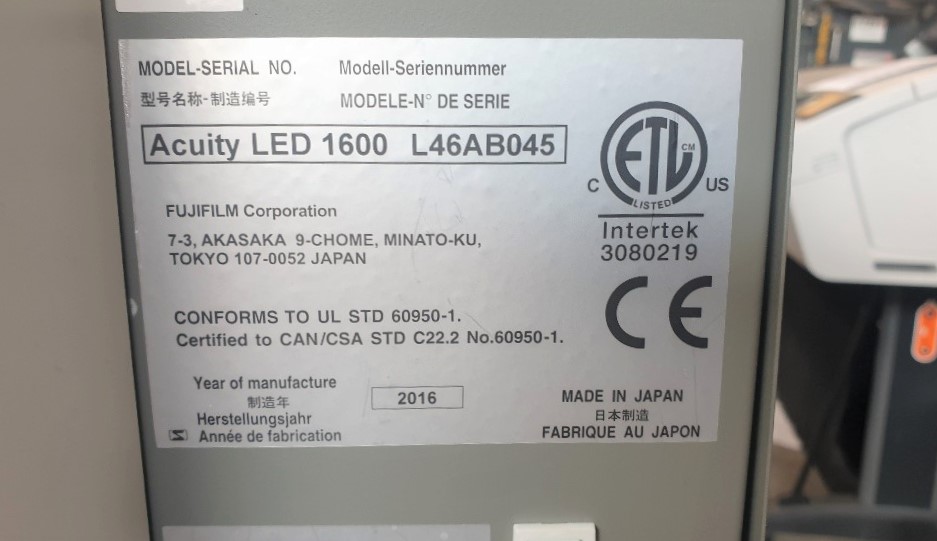 MODEL-SERIAL NO. Modell-Seriennummer
型号名称-制造编号 MODELE-N° DE SERIE
Acuity LED 1600 L46AB045
ETL CM
C US
LISTED
Intertek
3080219
FUJIFILM Corporation
7-3, AKASAKA 9-CHOME, MINATO-KU,
TOKYO 107-0052 JAPAN
CE
CONFORMS TO UL STD 60950-1.
Certified to CAN/CSA STD C22.2 No.60950-1.
Year of manufacture
制造年
Herstellungsjahr
Année de fabrication
2016
MADE IN JAPAN
日本制造
FABRIQUE AU JAPON